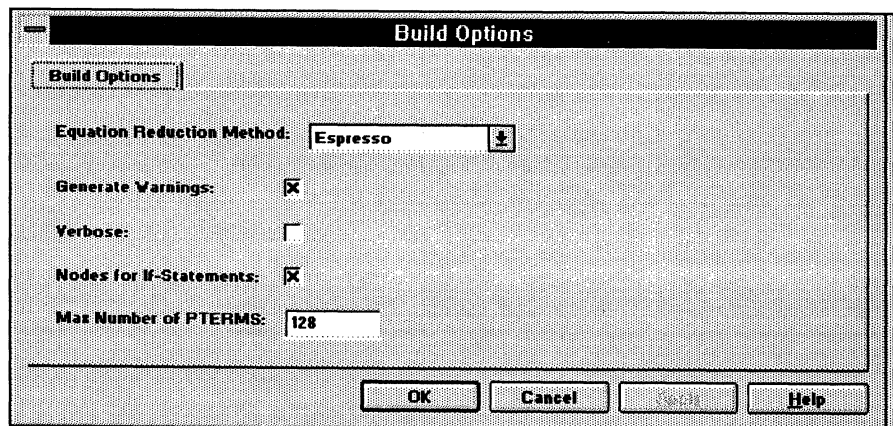 Build Options
Build Options
Equation Reduction Method: Espresso
Generate Warnings:
Verbose:
Nodes for If-Statements:
Max Number of PTERMS: 128
OK Cancel Help